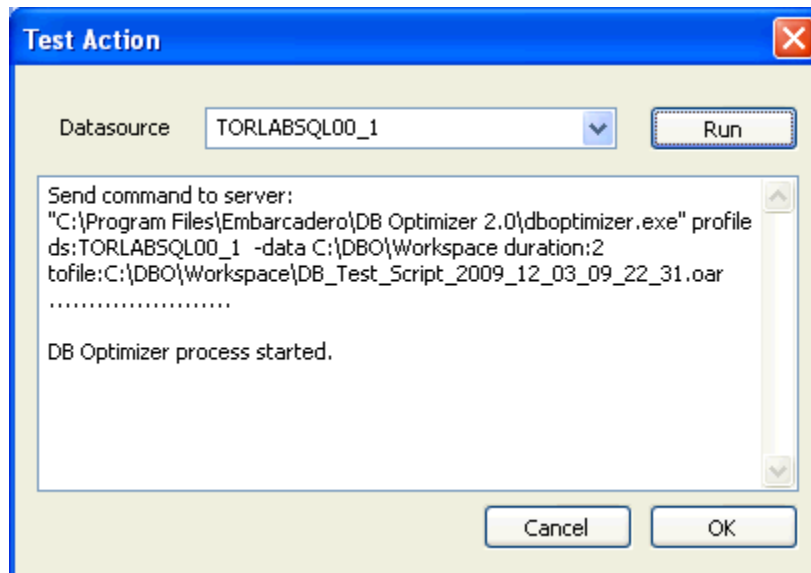 Test Action
Datasource TORLABSQL00_1 Run
Send command to server:
"C:\Program Files\Embarcadero\DB Optimizer 2.0\dboptimizer.exe" profile
ds:TORLABSQL00_1  -data C:\DBO\Workspace duration:2
tofile:C:\DBO\Workspace\DB_Test_Script_2009_12_03_09_22_31.oar
.......................
DB Optimizer process started.
Cancel OK